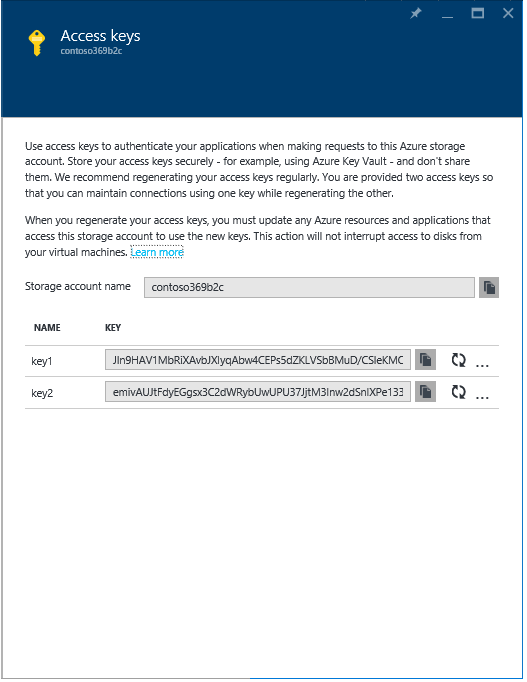 Access keys
contoso369b2c
Use access keys to authenticate your applications when making requests to this Azure storage
account. Store your access keys securely - for example, using Azure Key Vault - and don't share
them. We recommend regenerating your access keys regularly. You are provided two access keys so
that you can maintain connections using one key while regenerating the other.
When you regenerate your access keys, you must update any Azure resources and applications that
access this storage account to use the new keys. This action will not interrupt access to disks from
your virtual machines. Learn more
Storage account name contoso369b2c
NAME KEY
key1
key2